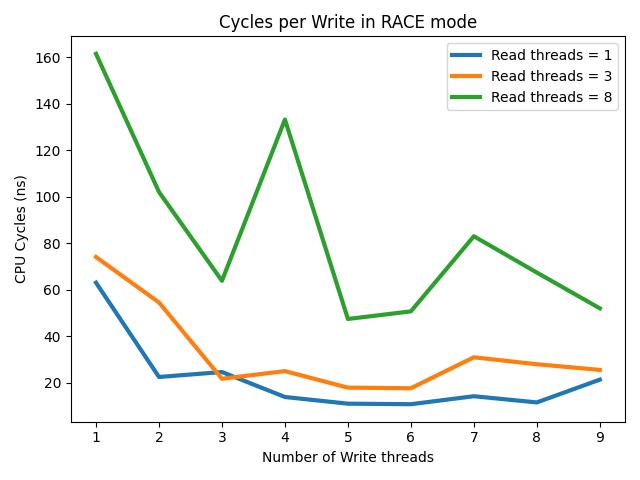 Cycles per Write in RACE mode
Read threads = 1
Read threads = 3
Read threads = 8
160
140
120
100
80
60
40
20
CPU Cycles (ns)
1 2 3 4 5 6 7 8 9
Number of Write threads